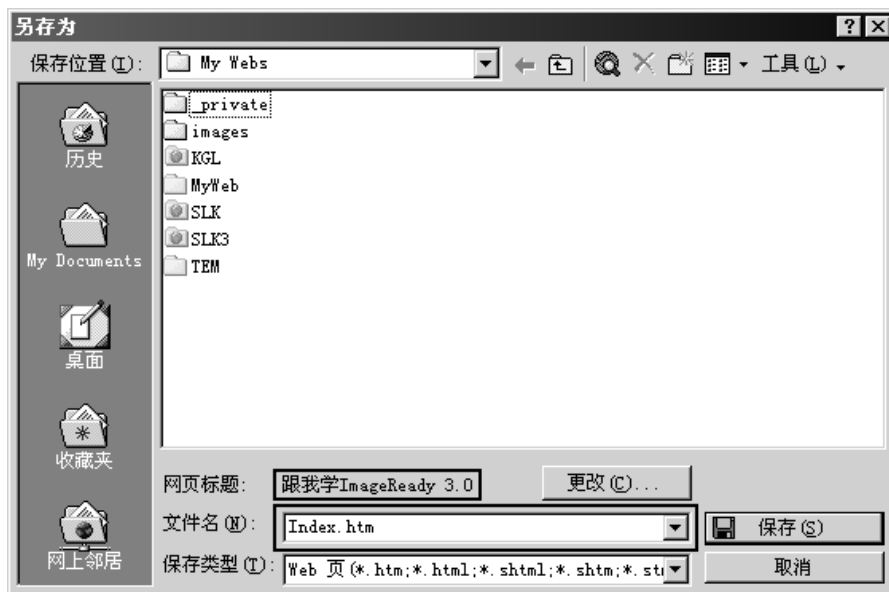 另存为
保存位置(I): My Webs 工具(L)
_private
images
KGL
MyWeb
SLK
SLK3
TEM
历史
My Documents
桌面
收藏夹
网上邻居
网页标题: 跟我学ImageReady 3.0 更改(C)...
文件名(N): Index.htm 保存(S)
保存类型(T): Web 页(*.htm;*.html;*.shtml;*.shtm;*.st 取消